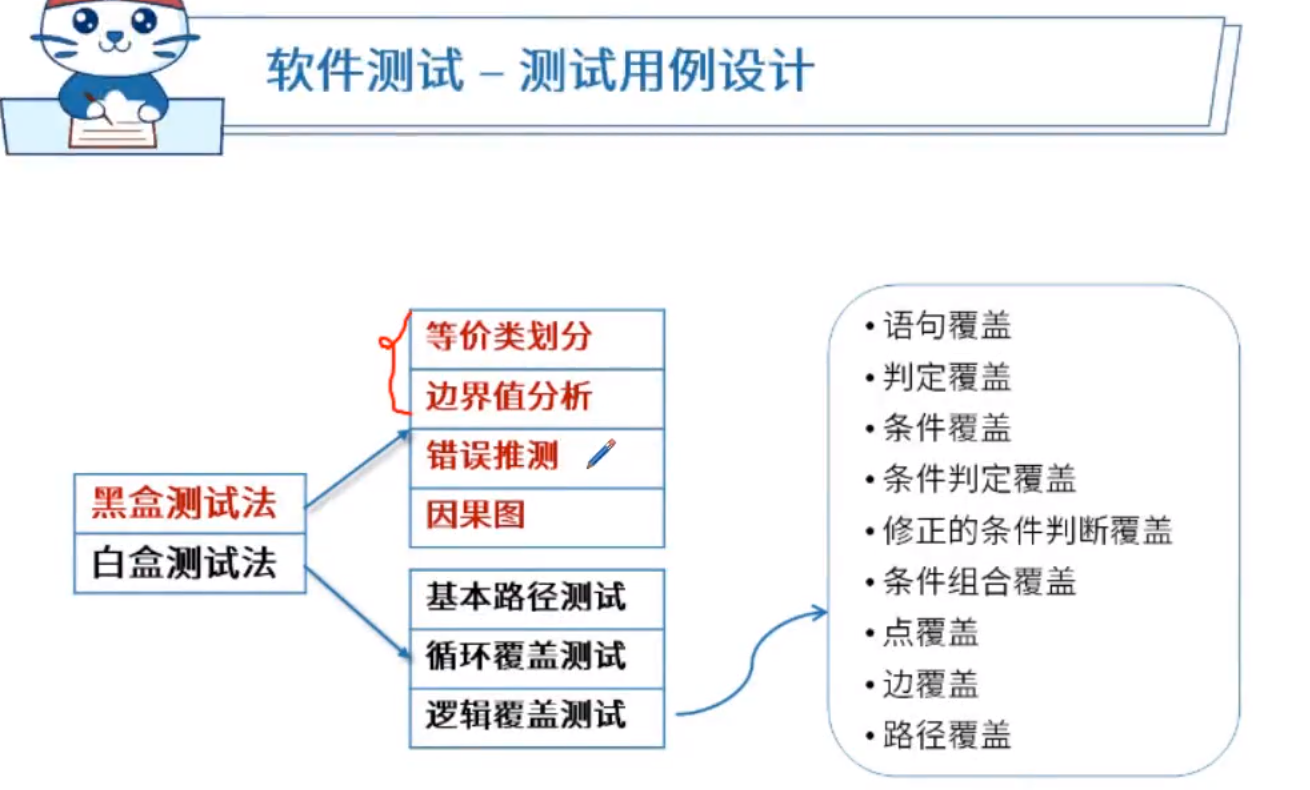 软件测试 – 测试用例设计
等价类划分
边界值分析
错误推测
因果图
黑盒测试法
白盒测试法
基本路径测试
循环覆盖测试
逻辑覆盖测试
• 语句覆盖
• 判定覆盖
• 条件覆盖
• 条件判定覆盖
• 修正的条件判断覆盖
• 条件组合覆盖
• 点覆盖
• 边覆盖
• 路径覆盖